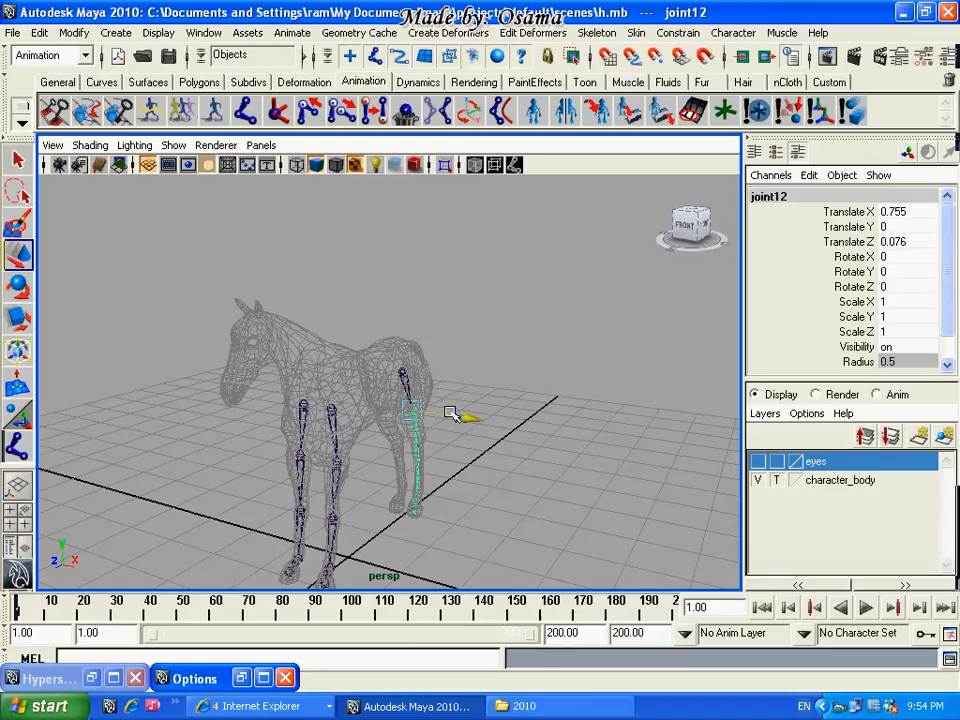 Autodesk Maya 2010: C:\Documents and Settings\ram\My Docume
Made by: Osama
scenes\h.mb --- joint12
File Edit Modify Create Display Window Assets Animate Geometry Cache Create Deformers Edit Deformers Skeleton Skin Constrain Character Muscle Help
Animation Objects
General Curves Surfaces Polygons Subdivs Deformation Animation Dynamics Rendering PaintEffects Toon Muscle Fluids Fur Hair nCloth Custom
View Shading Lighting Show Renderer Panels
Channels Edit Object Show
joint12
Translate X 0.755
Translate Y 0
Translate Z 0.076
Rotate X 0
Rotate Y 0
Rotate Z 0
Scale X 1
Scale Y 1
Scale Z 1
Visibility on
Radius 0.5
FRONT
Display Render Anim
Layers Options Help
eyes
V T character_body
y
z x
persp
10 20 30 40 50 60 70 80 90 100 110 120 130 140 150 160 170 180 190 2
1.00
1.00 1.00 200.00 200.00 No Anim Layer No Character Set
MEL
Hypers... Options
start 4 Internet Explorer Autodesk Maya 2010... 2010 EN 9:54 PM